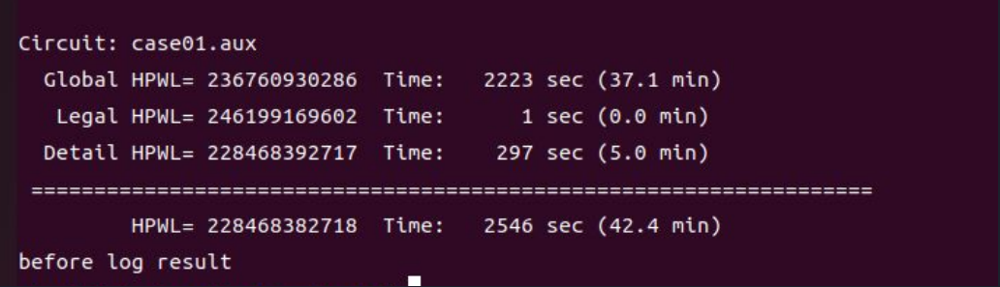 Circuit: case01.aux
Global HPWL= 236760930286 Time: 2223 sec (37.1 min)
Legal HPWL= 246199169602 Time: 1 sec (0.0 min)
Detail HPWL= 228468392717 Time: 297 sec (5.0 min)
===================================================================
HPWL= 228468382718 Time: 2546 sec (42.4 min)
before log result